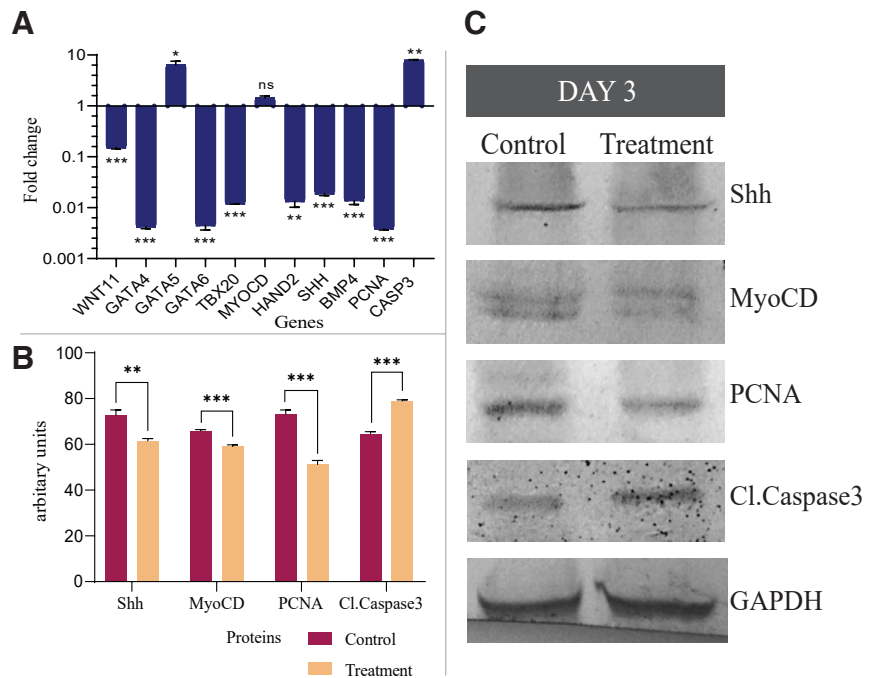 A
10
1
0.1
0.01
0.001
Fold change
*
***
***
***
***
ns
**
***
***
***
**
WNT11
GATA4
GATA5
GATA6
TBX20
MYOCD
HAND2
SHH
BMP4
PCNA
CASP3
Genes
B
100
80
60
40
20
0
arbitary units
**
***
***
***
Shh MyoCD PCNA Cl.Caspase3
Proteins
Control
Treatment
C
DAY 3
Control Treatment
Shh
MyoCD
PCNA
Cl.Caspase3
GAPDH